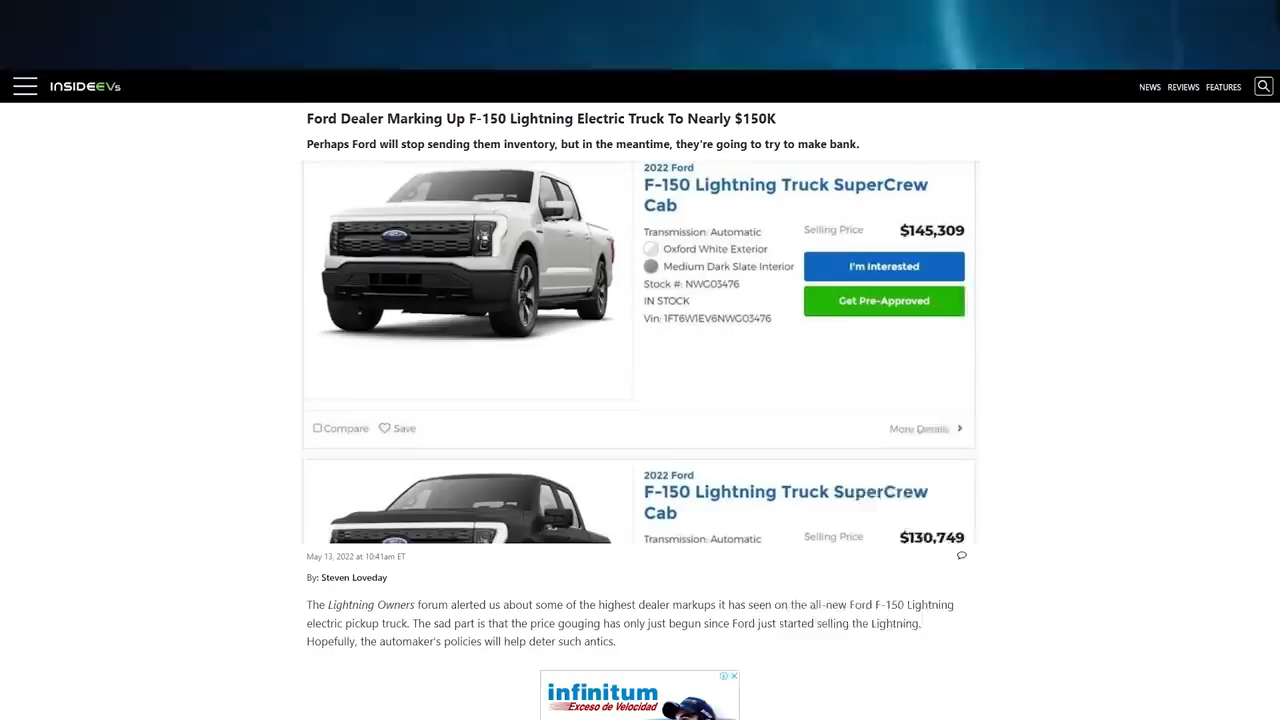 INSIDEEVs
NEWS REVIEWS FEATURES
Ford Dealer Marking Up F-150 Lightning Electric Truck To Nearly $150K
Perhaps Ford will stop sending them inventory, but in the meantime, they're going to try to make bank.
2022 Ford
F-150 Lightning Truck SuperCrew
Cab
Transmission: Automatic
Selling Price $145,309
Oxford White Exterior
Medium Dark Slate Interior
Stock #: NWG03476
IN STOCK
Vin: 1FT6W1EV6NWG03476
I'm Interested
Get Pre-Approved
Compare Save
More Details
2022 Ford
F-150 Lightning Truck SuperCrew
Cab
Transmission: Automatic
Selling Price $130,749
May 13, 2022 at 10:41am ET
By: Steven Loveday
The Lightning Owners forum alerted us about some of the highest dealer markups it has seen on the all-new Ford F-150 Lightning
electric pickup truck. The sad part is that the price gouging has only just begun since Ford just started selling the Lightning.
Hopefully, the automaker's policies will help deter such antics.
infinitum
Exceso de Velocidad